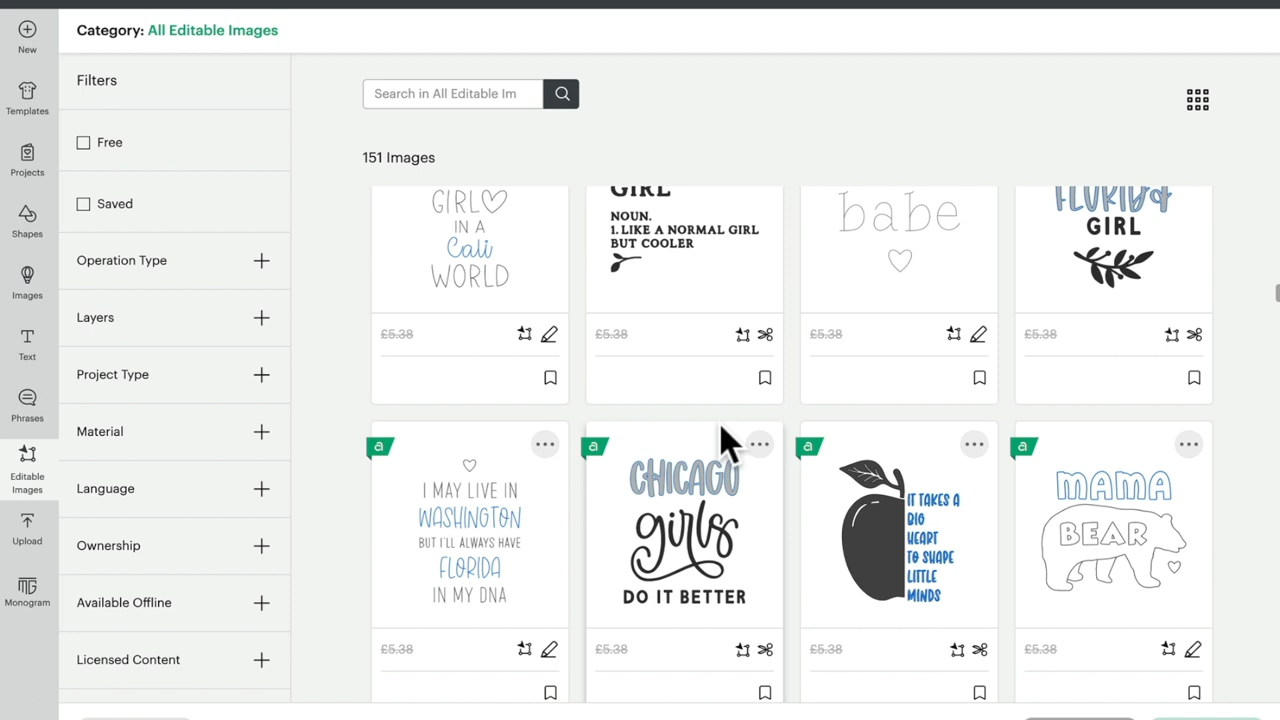 Category: All Editable Images
New
Templates
Projects
Shapes
Images
Text
Phrases
Editable
Images
Upload
Monogram
Filters
Free
Saved
Operation Type
Layers
Project Type
Material
Language
Ownership
Available Offline
Licensed Content
Search in All Editable Im
151 Images
GIRL
IN A
Cali
WORLD
£5.38
GIRL
NOUN.
1. LIKE A NORMAL GIRL
BUT COOLER
£5.38
babe
£5.38
FLORIDA
GIRL
£5.38
a
I MAY LIVE IN
WASHINGTON
BUT I'LL ALWAYS HAVE
FLORIDA
IN MY DNA
£5.38
a
CHICAGO
girls
DO IT BETTER
£5.38
a
IT TAKES A
BIG
HEART
TO SHAPE
LITTLE
MINDS
£5.38
a
MAMA
BEAR
£5.38